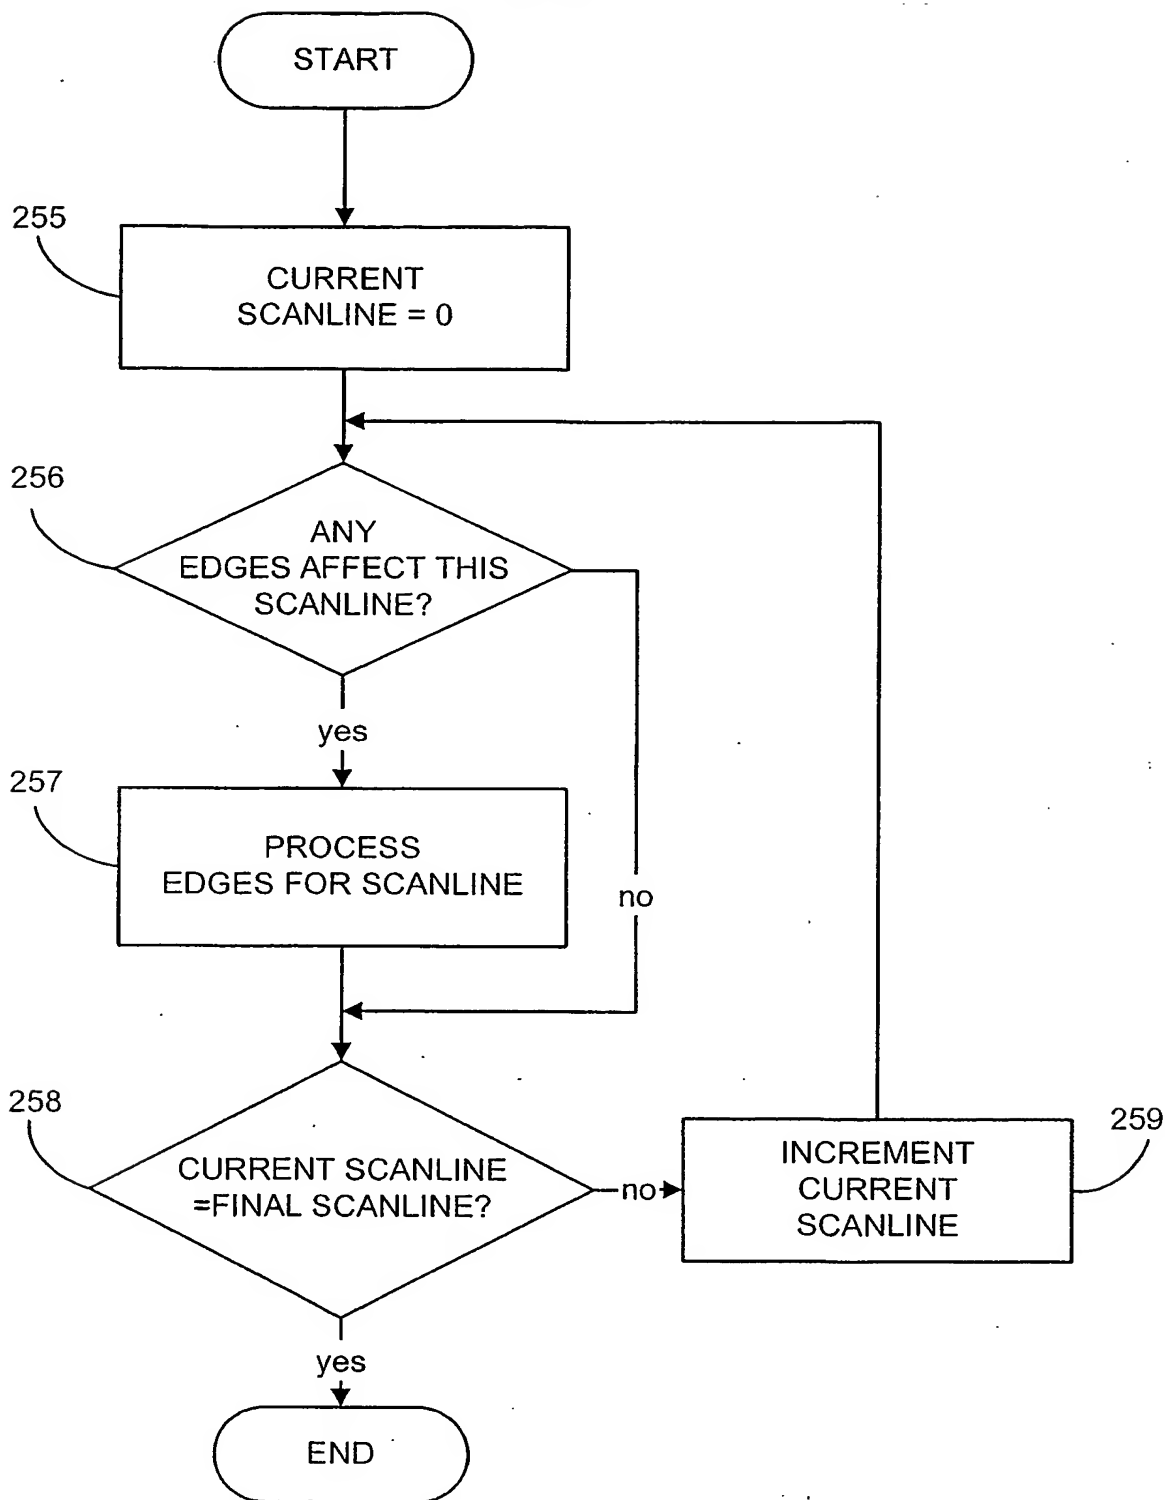 START
255
CURRENT
SCANLINE = 0
256
ANY
EDGES AFFECT THIS
SCANLINE?
yes
257
PROCESS
EDGES FOR SCANLINE
no
258
CURRENT SCANLINE
=FINAL SCANLINE?
no
259
INCREMENT
CURRENT
SCANLINE
yes
END